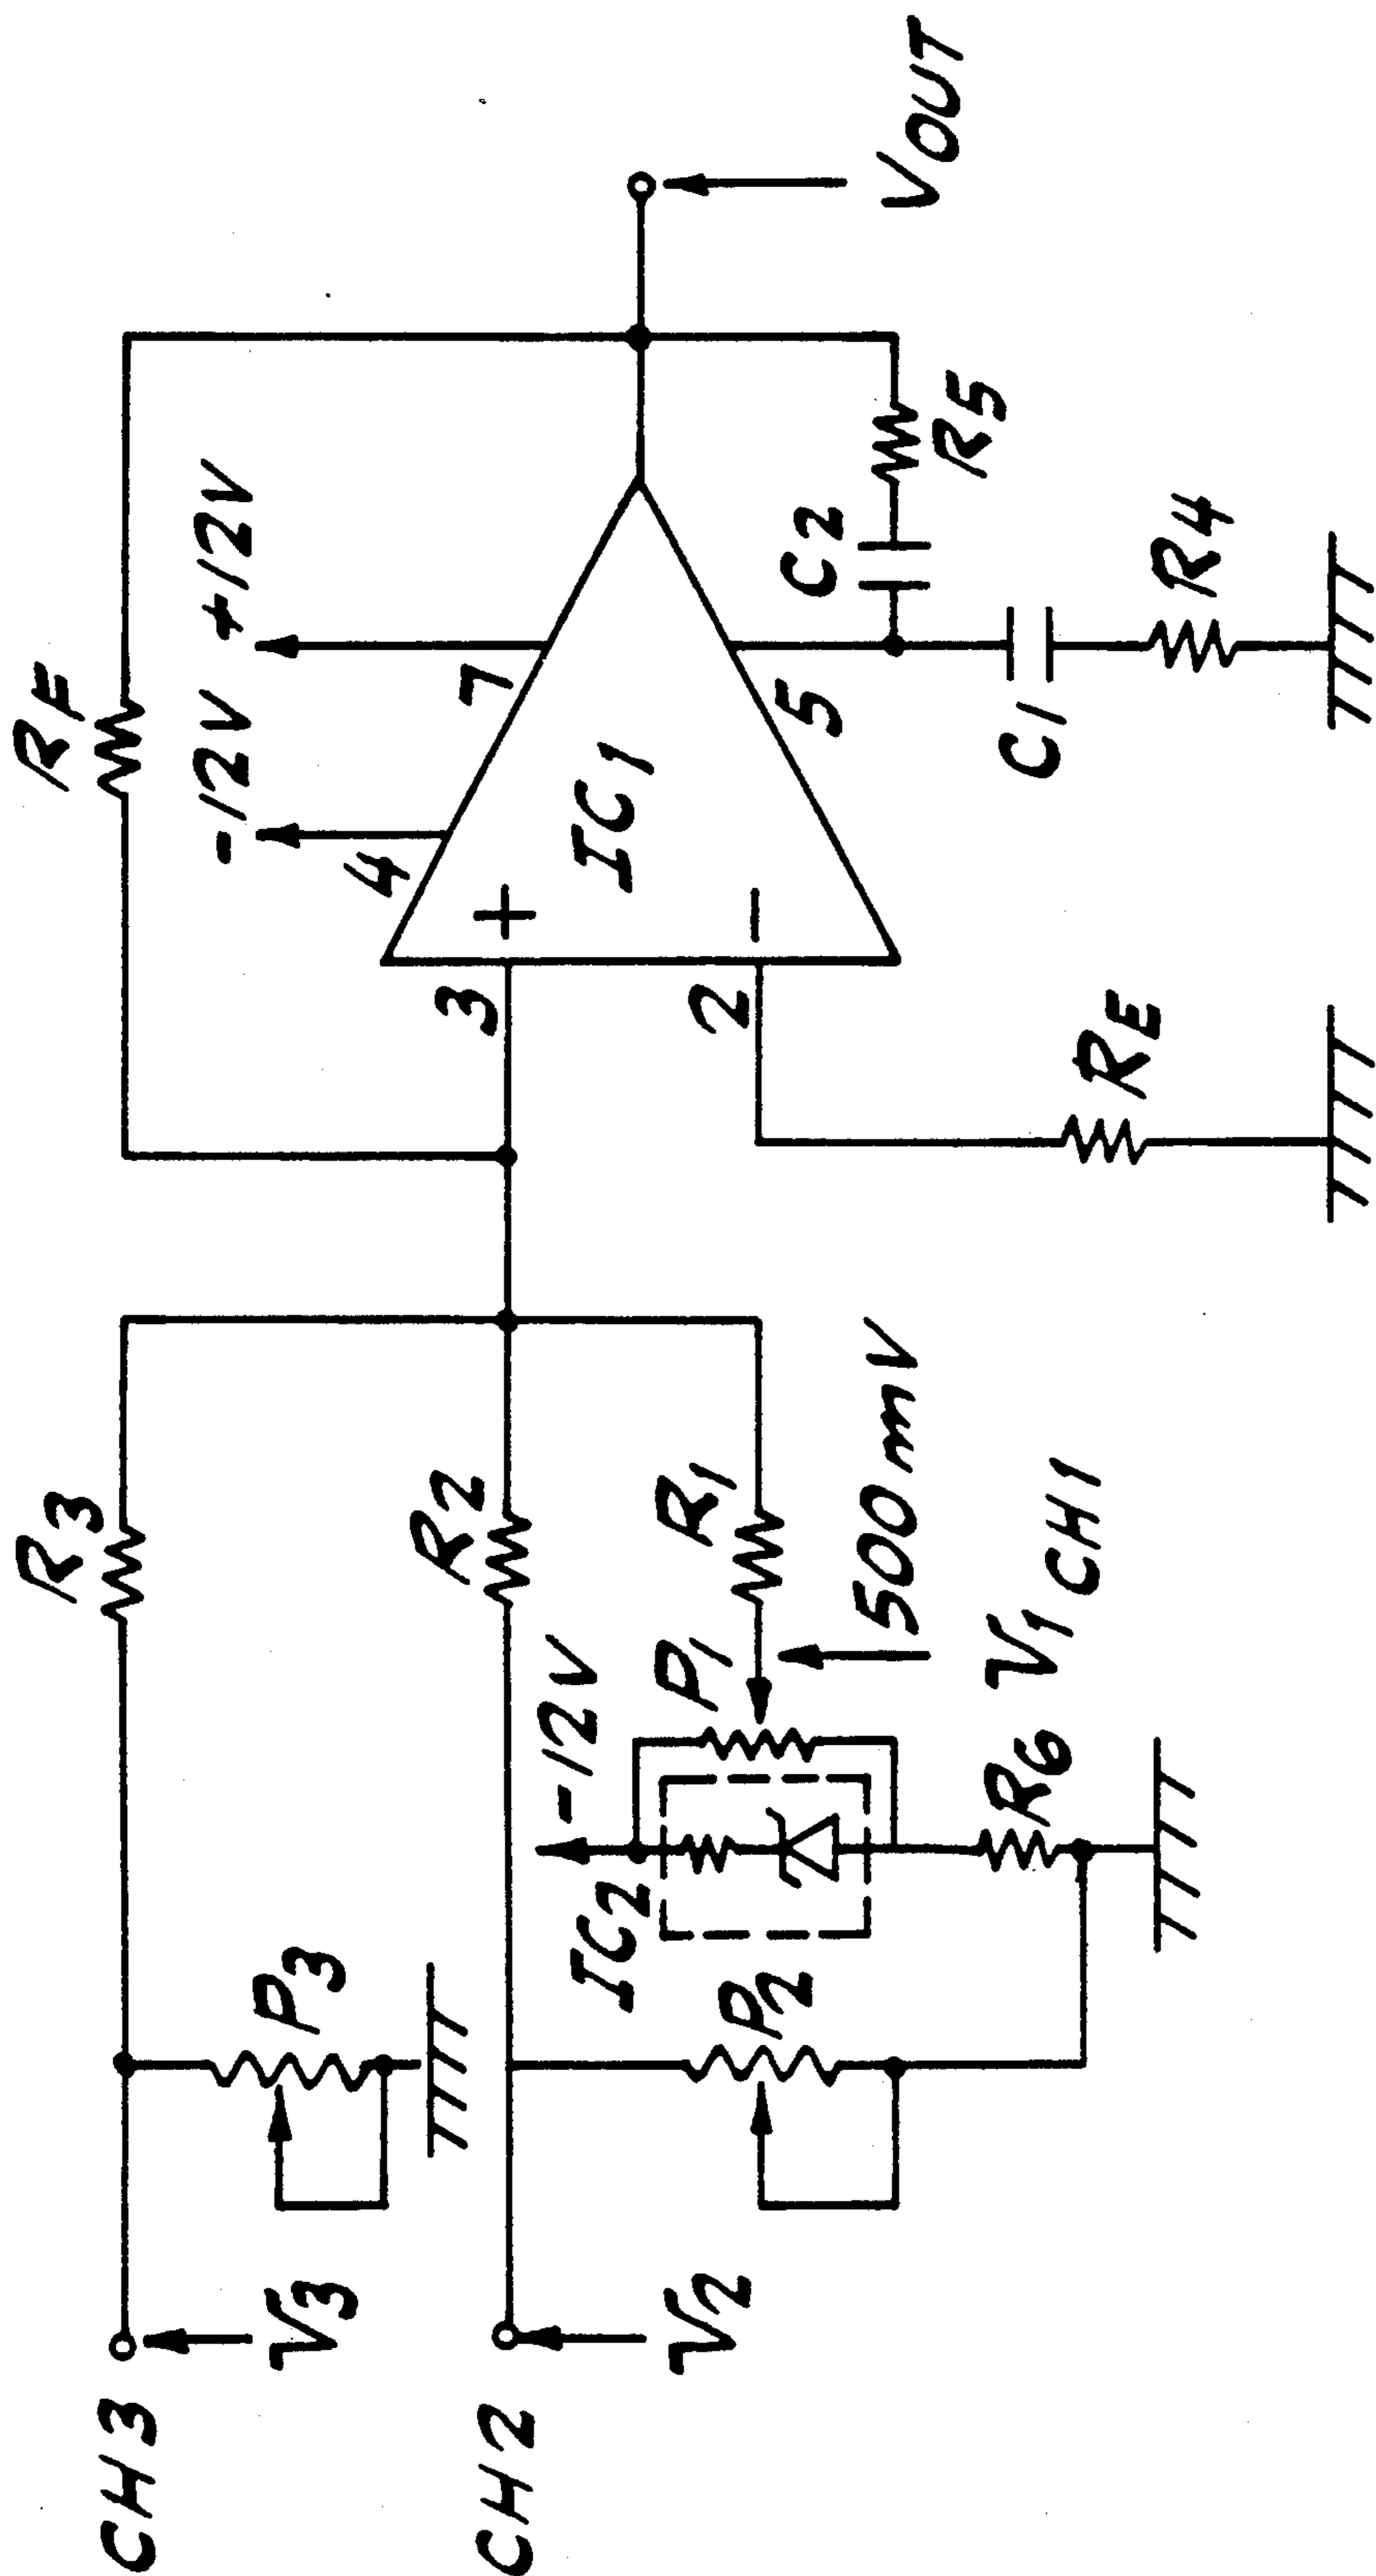 R3
RF
CH3
V3
P3
-12V
+12V
4
7
R2
3
+
IC1
VOUT
CH2
V2
-12V
IC2
P1
R1
2
-
5
C2
R5
P2
500mV
R6
V1 CH1
RE
C1
R4